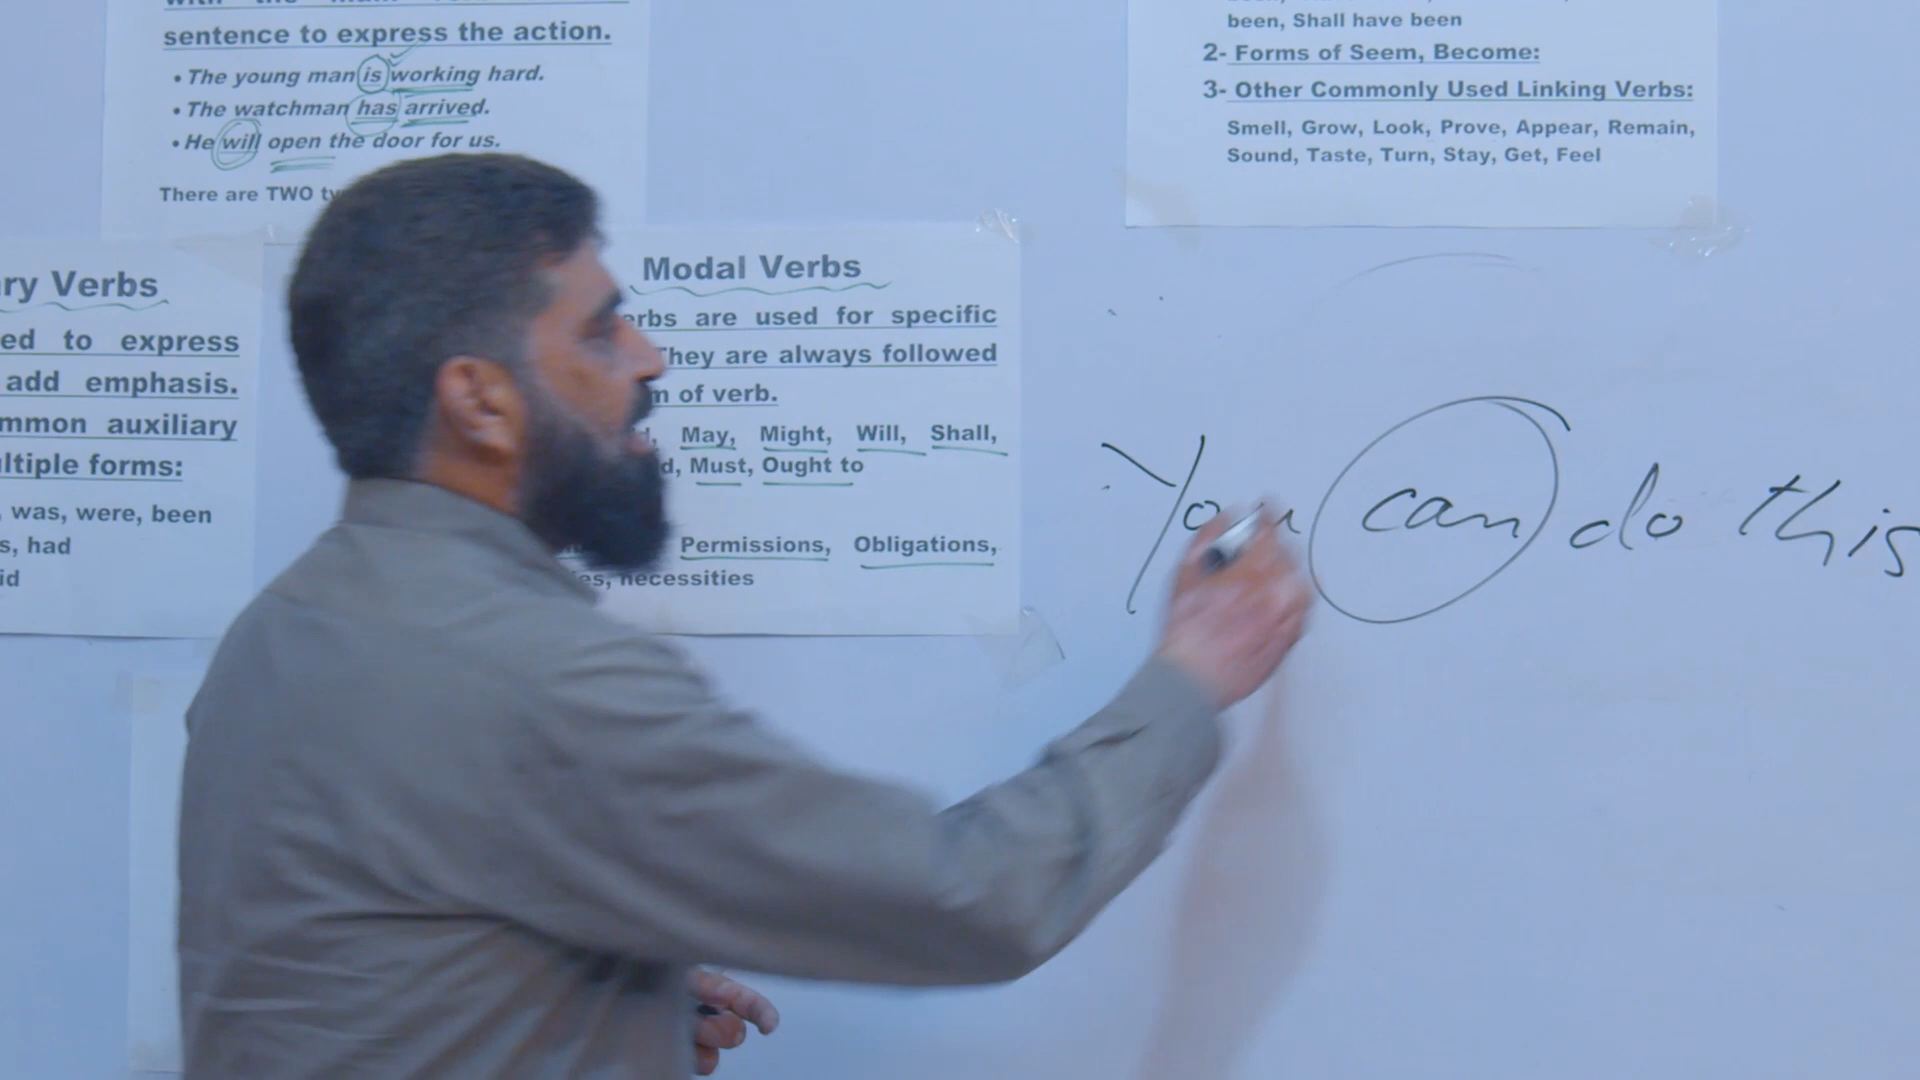 sentence to express the action.
• The young man is working hard.
• The watchman has arrived.
• He will open the door for us.
There are TWO
ry Verbs
ed to express
add emphasis.
mmon auxiliary
ltiple forms:
, was, were, been
s, had
id
Modal Verbs
erbs are used for specific
They are always followed
m of verb.
d, May, Might, Will, Shall,
d, Must, Ought to
Permissions, Obligations,
es, necessities
been, Shall have been
2- Forms of Seem, Become:
3- Other Commonly Used Linking Verbs:
Smell, Grow, Look, Prove, Appear, Remain,
Sound, Taste, Turn, Stay, Get, Feel
You can do this